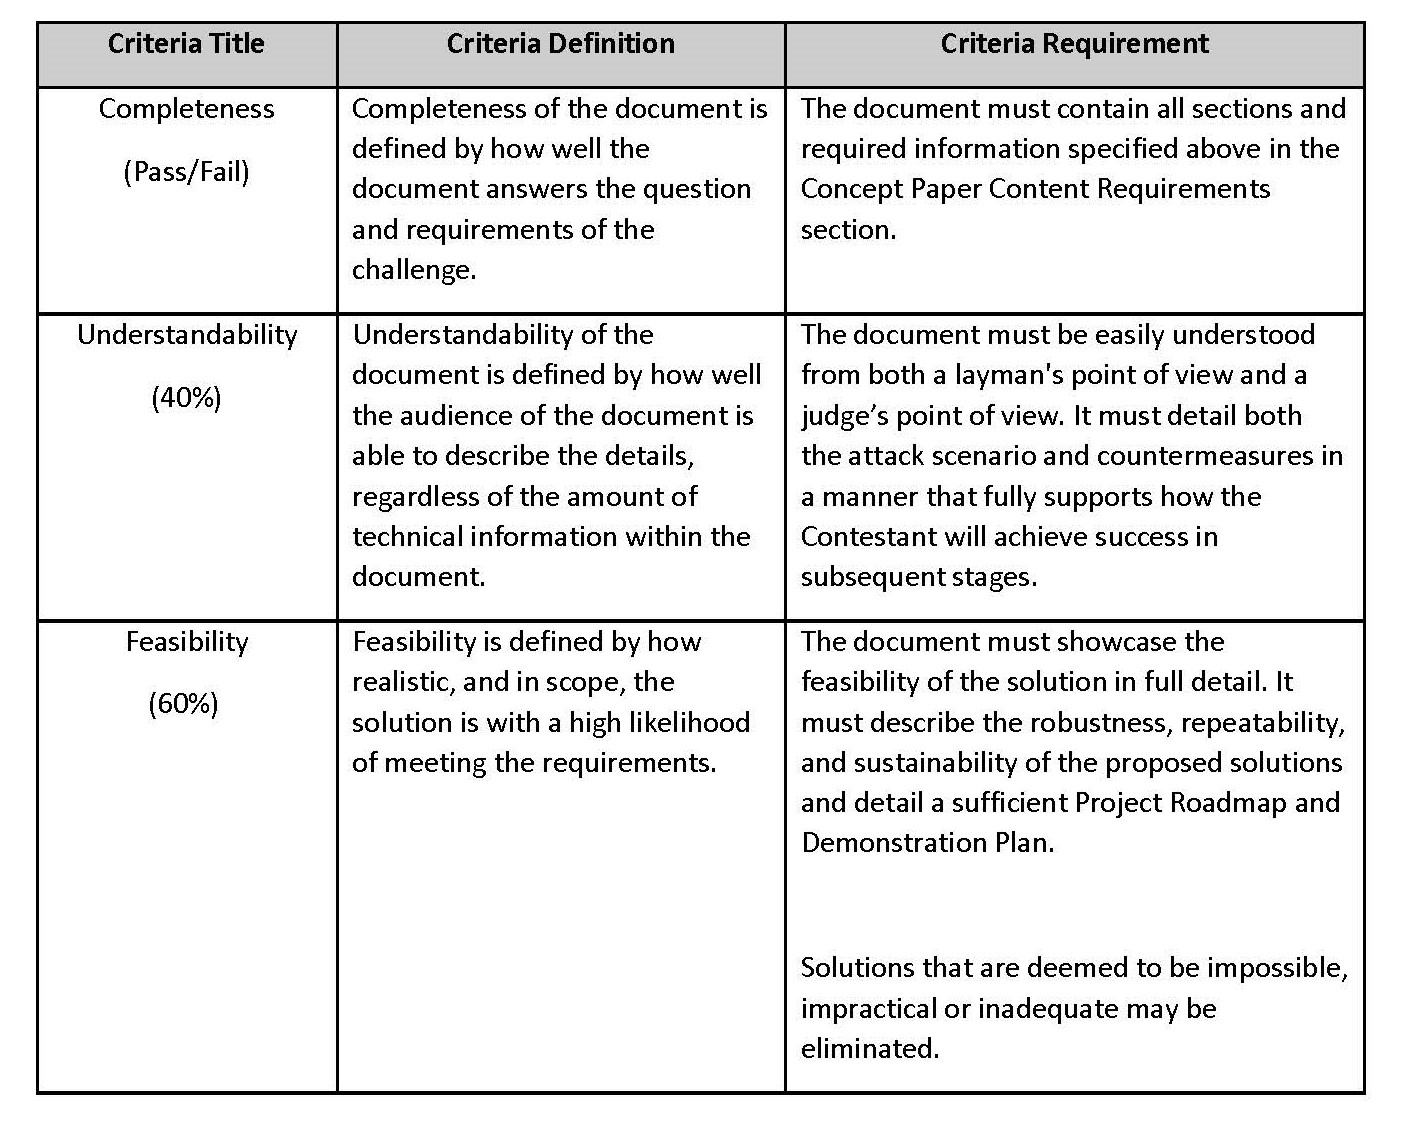 Criteria Title
Criteria Definition
Criteria Requirement
Completeness
(Pass/Fail)
Completeness of the document is
defined by how well the
document answers the question
and requirements of the
challenge.
The document must contain all sections and
required information specified above in the
Concept Paper Content Requirements
section.
Understandability
(40%)
Understandability of the
document is defined by how well
the audience of the document is
able to describe the details,
regardless of the amount of
technical information within the
document.
The document must be easily understood
from both a layman's point of view and a
judge’s point of view. It must detail both
the attack scenario and countermeasures in
a manner that fully supports how the
Contestant will achieve success in
subsequent stages.
Feasibility
(60%)
Feasibility is defined by how
realistic, and in scope, the
solution is with a high likelihood
of meeting the requirements.
The document must showcase the
feasibility of the solution in full detail. It
must describe the robustness, repeatability,
and sustainability of the proposed solutions
and detail a sufficient Project Roadmap and
Demonstration Plan.
Solutions that are deemed to be impossible,
impractical or inadequate may be
eliminated.